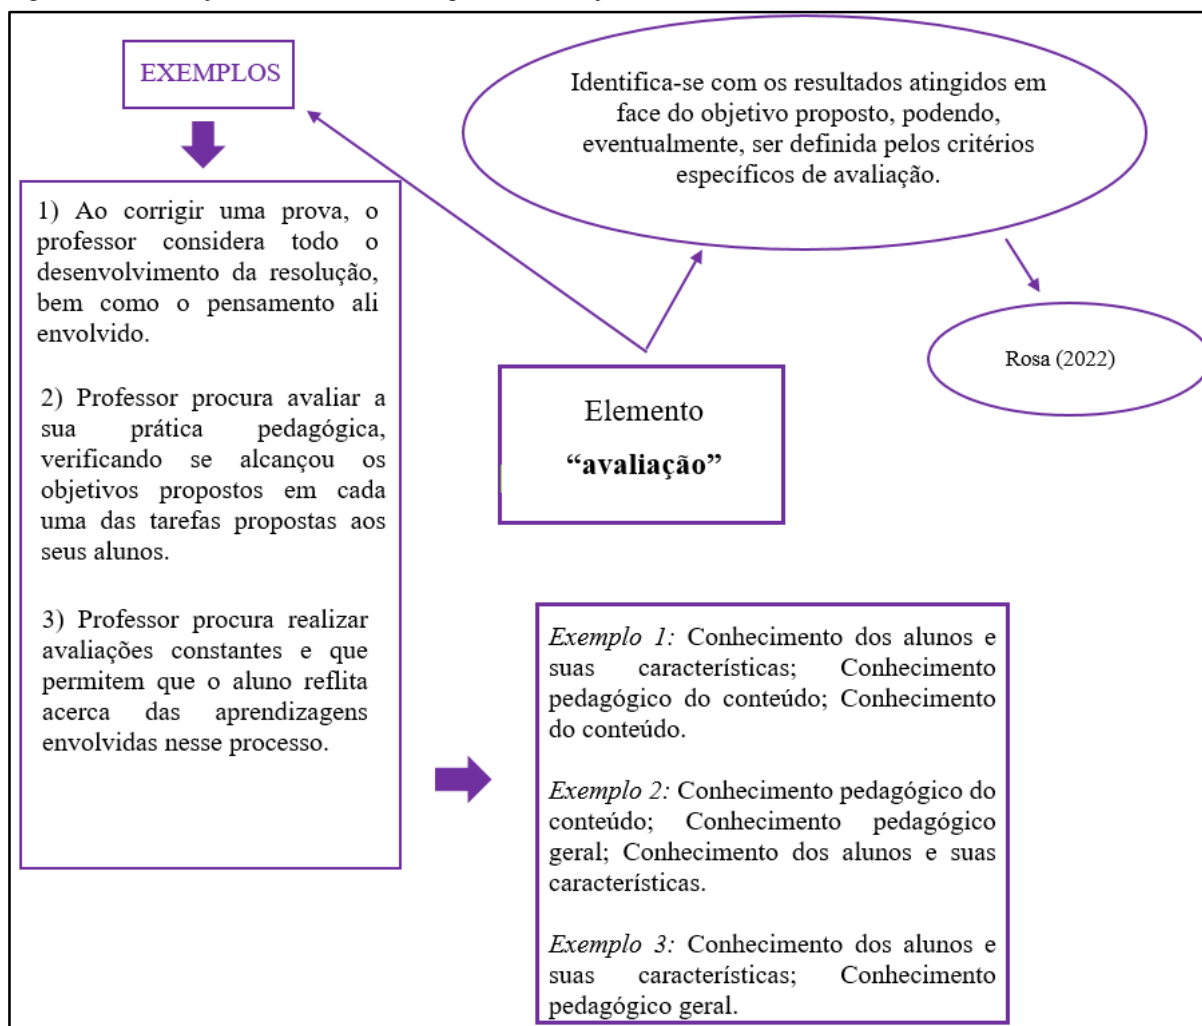 EXEMPLOS
Identifica-se com os resultados atingidos em
face do objetivo proposto, podendo,
eventualmente, ser definida pelos critérios
específicos de avaliação.
1) Ao corrigir uma prova, o
professor considera todo o
desenvolvimento da resolução,
bem como o pensamento ali
envolvido.
2) Professor procura avaliar a
sua prática pedagógica,
verificando se alcançou os
objetivos propostos em cada
uma das tarefas propostas aos
seus alunos.
3) Professor procura realizar
avaliações constantes e que
permitem que o aluno reflita
acerca das aprendizagens
envolvidas nesse processo.
Rosa (2022)
Elemento
“avaliação”
Exemplo 1: Conhecimento dos alunos e
suas características; Conhecimento
pedagógico do conteúdo; Conhecimento
do conteúdo.
Exemplo 2: Conhecimento pedagógico do
conteúdo; Conhecimento pedagógico
geral; Conhecimento dos alunos e suas
características.
Exemplo 3: Conhecimento dos alunos e
suas características; Conhecimento
pedagógico geral.